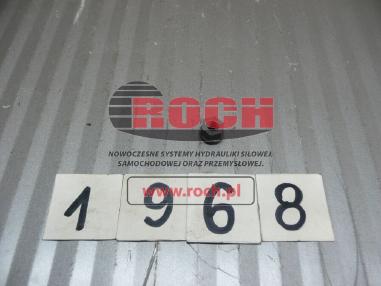 ROCH
NOWOCZESNE SYSTEMY HYDRAULIKI SIŁOWEJ,
SAMOCHODOWEJ ORAZ PRZEMYSŁOWEJ.
www.roch.pl
1 9 6 8